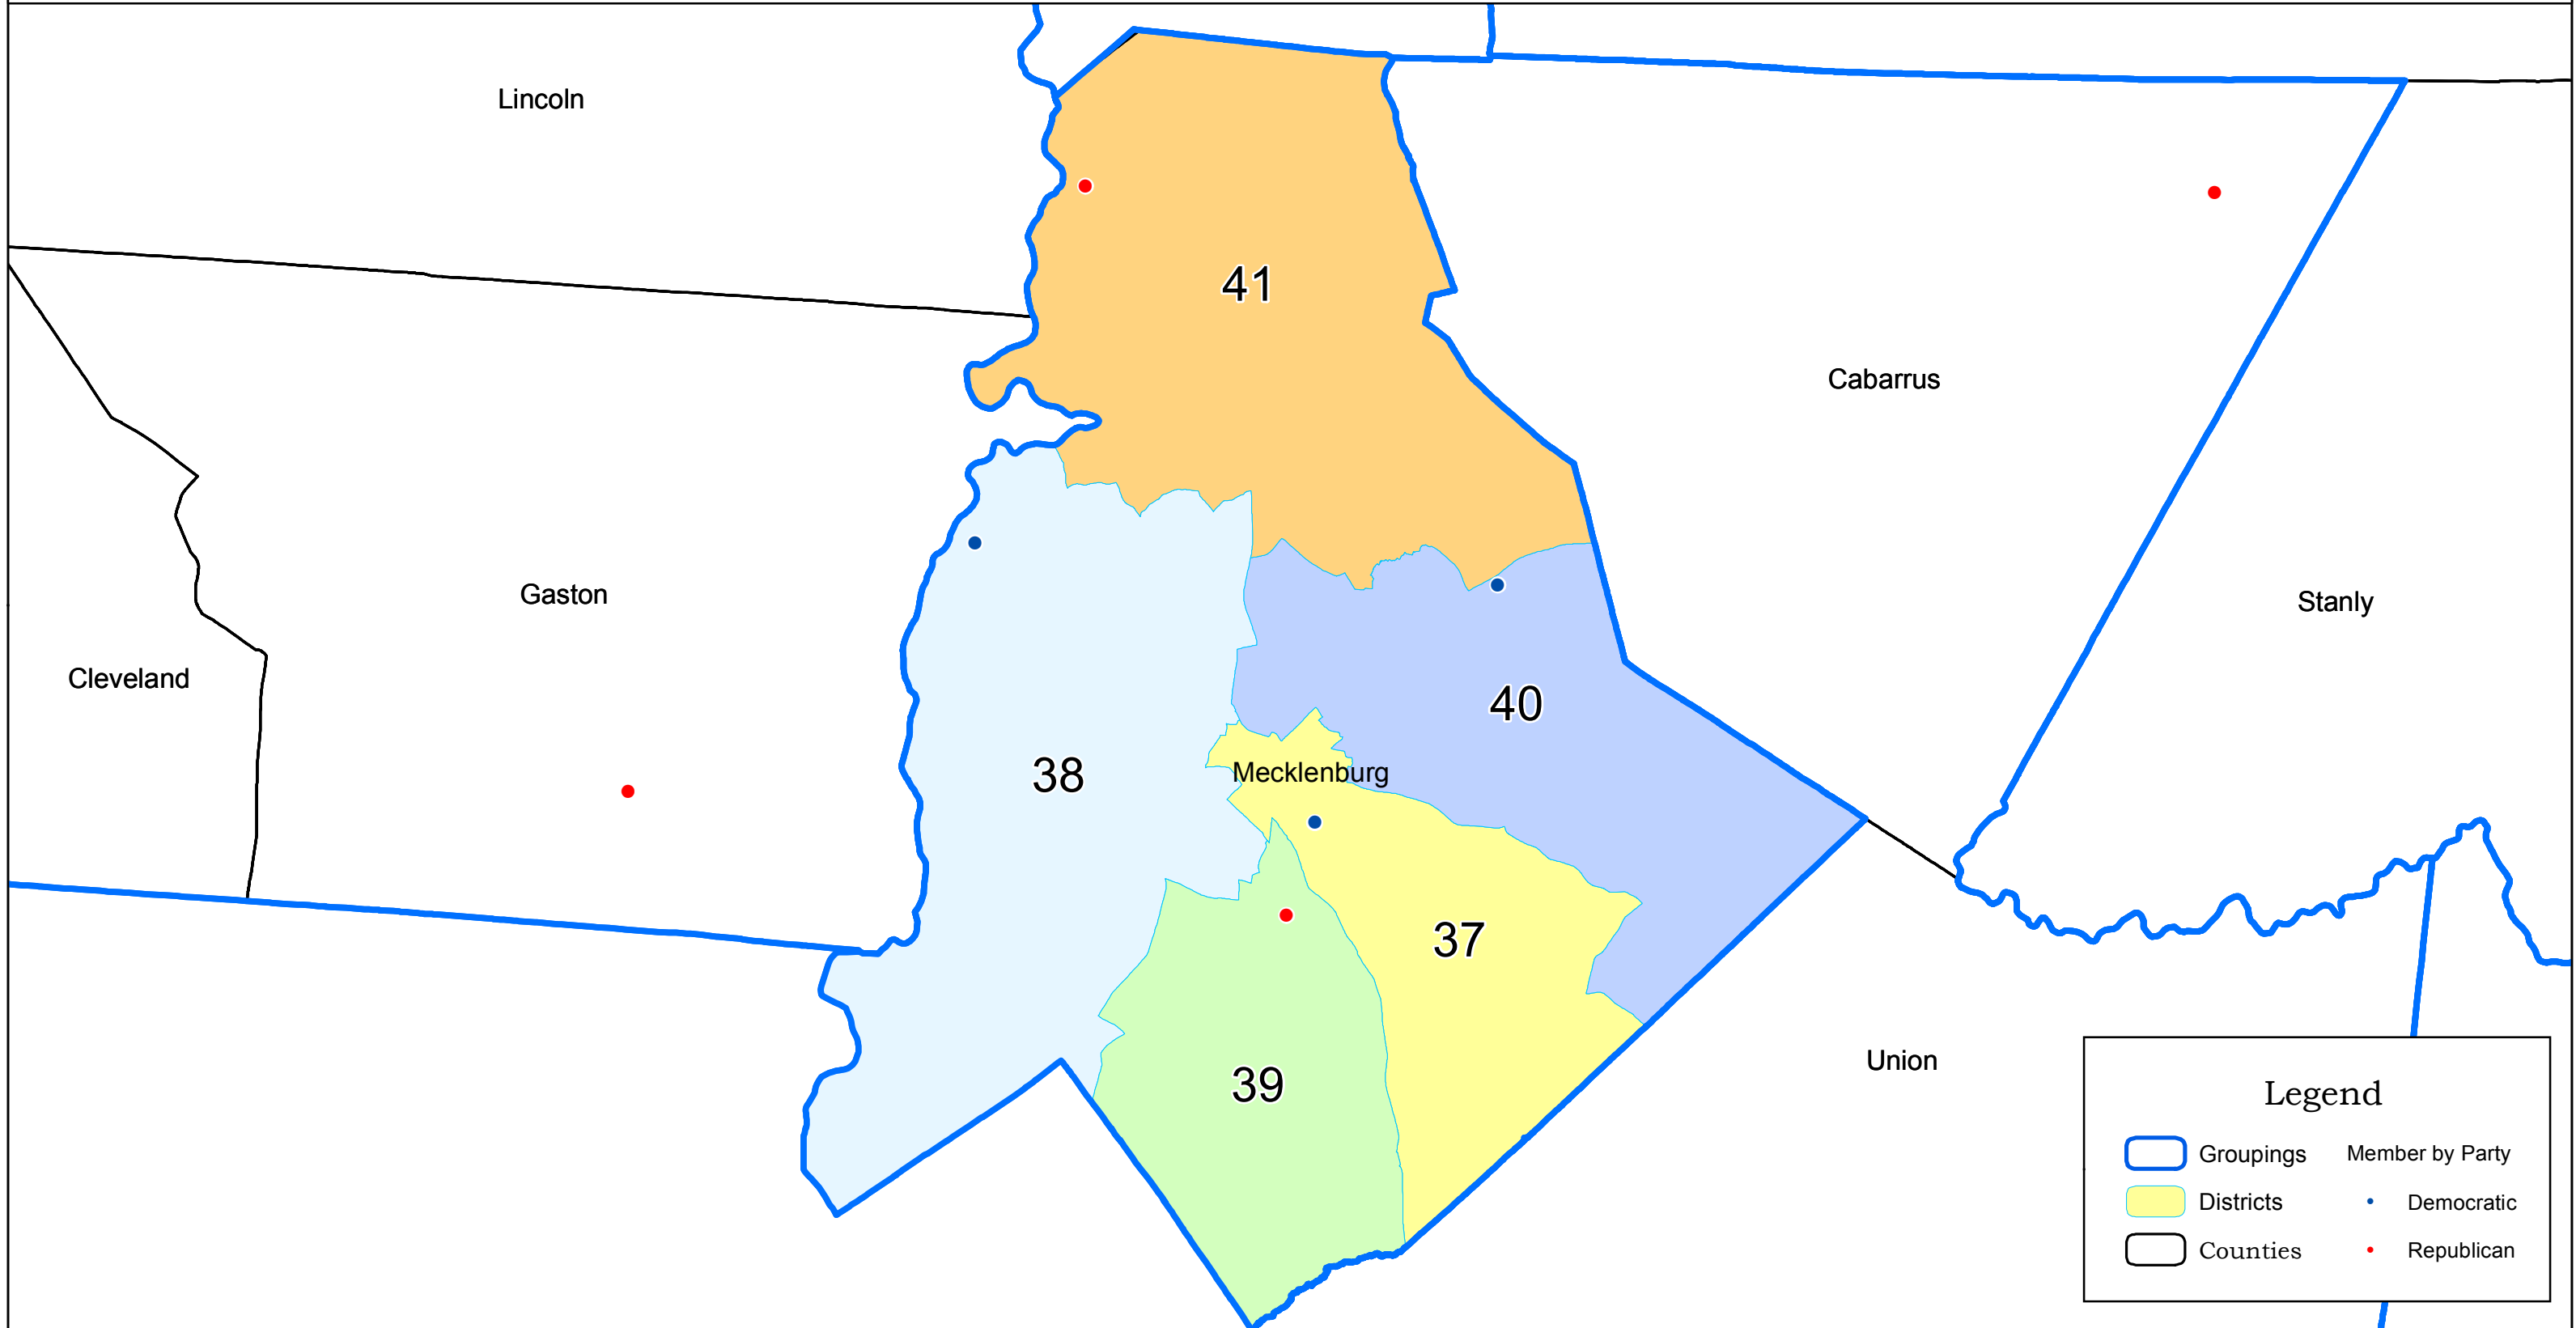 Lincoln
41
Cabarrus
Gaston
Stanly
Cleveland
40
Mecklenburg
38
37
Union
39
Legend
Groupings
Member by Party
Districts
Democratic
Counties
Republican